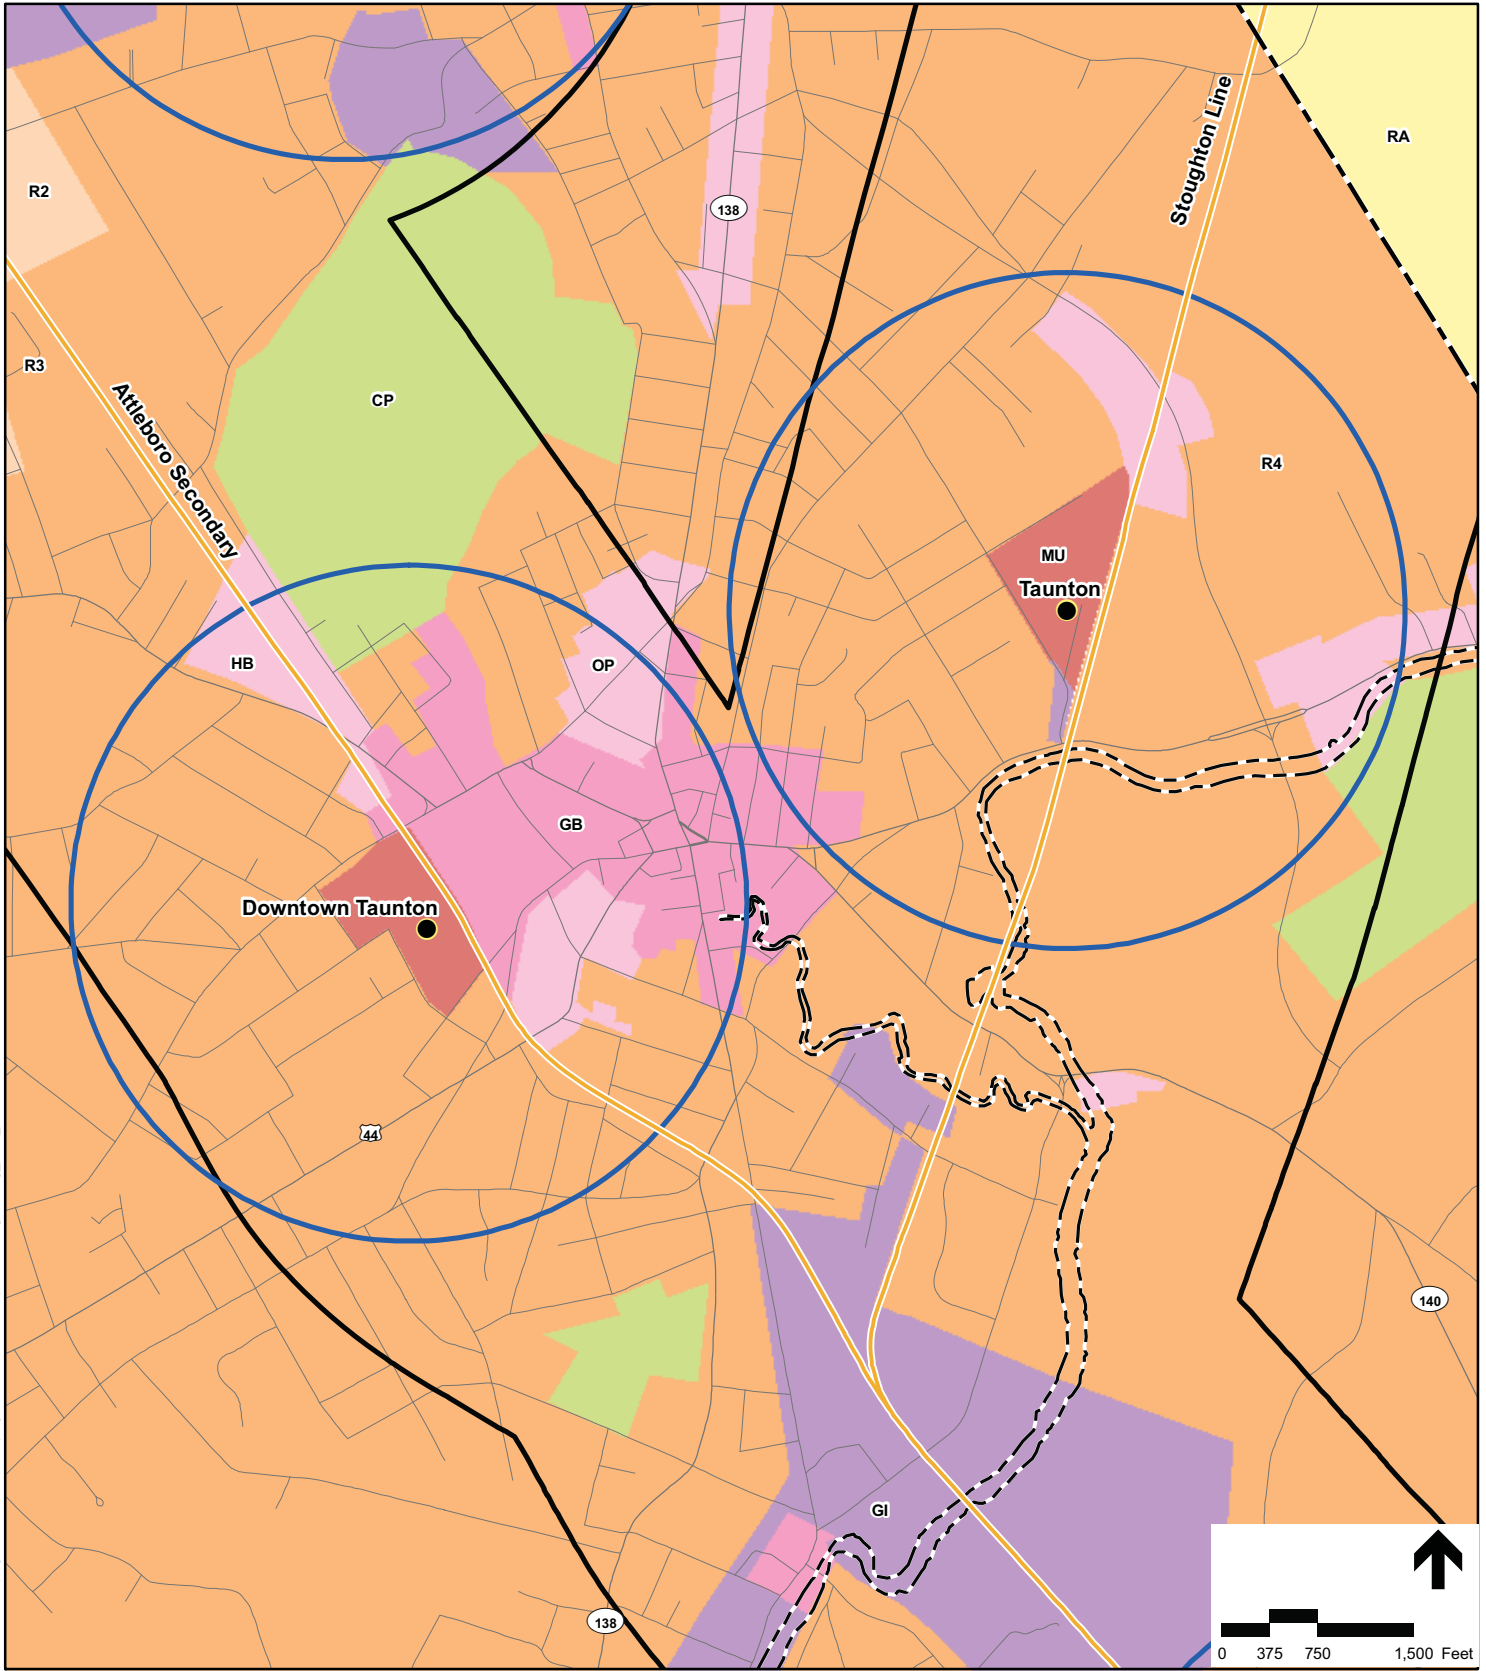 Stoughton Line
RA
R2
138
R3
Attleboro Secondary
CP
R4
MU
Taunton
HB
OP
GB
Downtown Taunton
44
140
GI
138
0 375 750 1,500 Feet